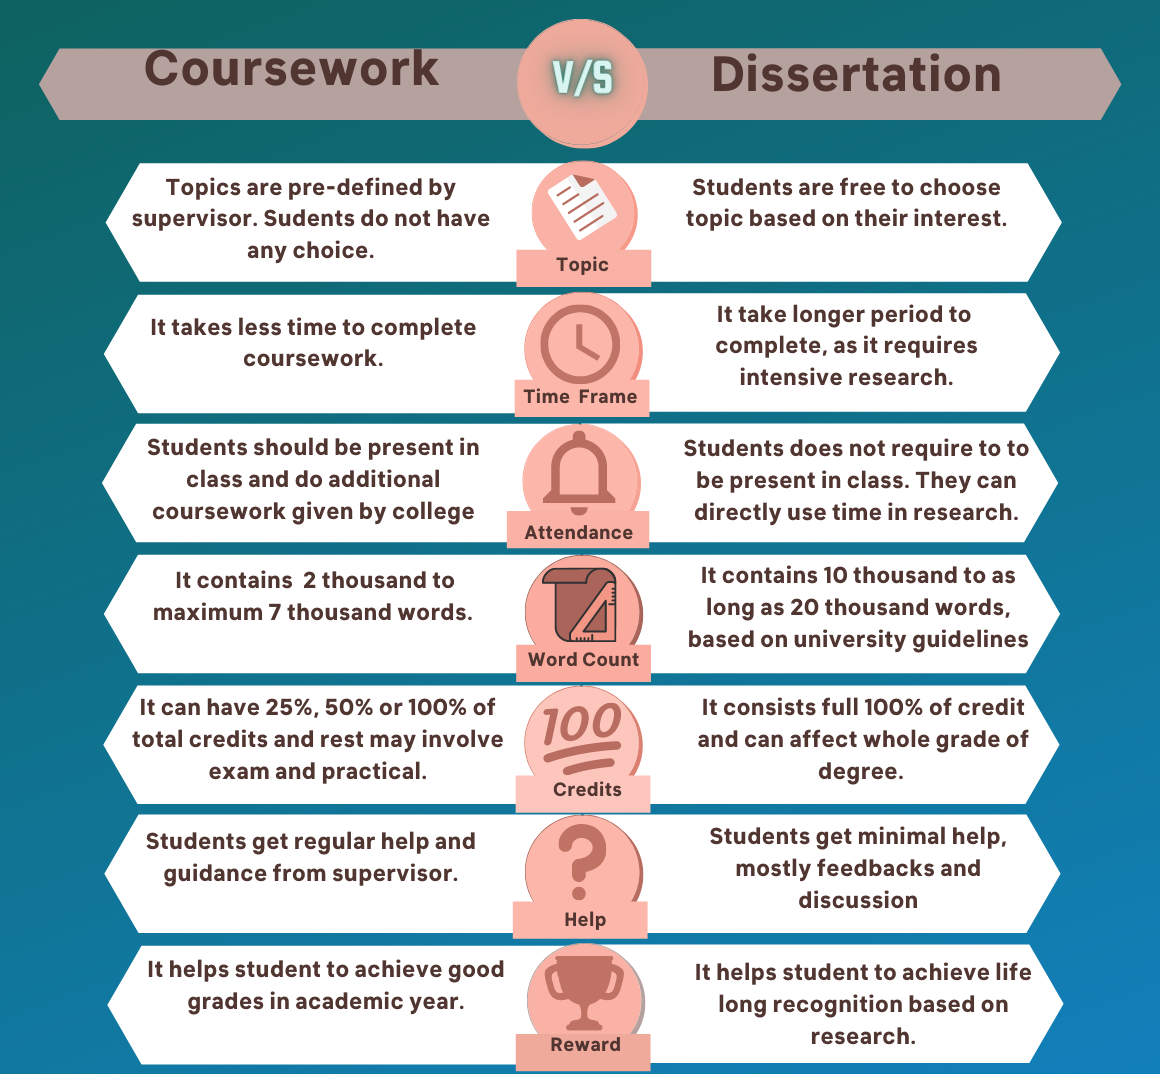 Coursework
V/S
Dissertation
Topics are pre-defined by
supervisor. Sudents do not have
any choice.
Topic
Students are free to choose
topic based on their interest.
It takes less time to complete
coursework.
Time Frame
It take longer period to
complete, as it requires
intensive research.
Students should be present in
class and do additional
coursework given by college
Attendance
Students does not require to to
be present in class. They can
directly use time in research.
It contains 2 thousand to
maximum 7 thousand words.
Word Count
It contains 10 thousand to as
long as 20 thousand words,
based on university guidelines
It can have 25%, 50% or 100% of
total credits and rest may involve
exam and practical.
100
Credits
It consists full 100% of credit
and can affect whole grade of
degree.
Students get regular help and
guidance from supervisor.
?
Help
Students get minimal help,
mostly feedbacks and
discussion
It helps student to achieve good
grades in academic year.
Reward
It helps student to achieve life
long recognition based on
research.